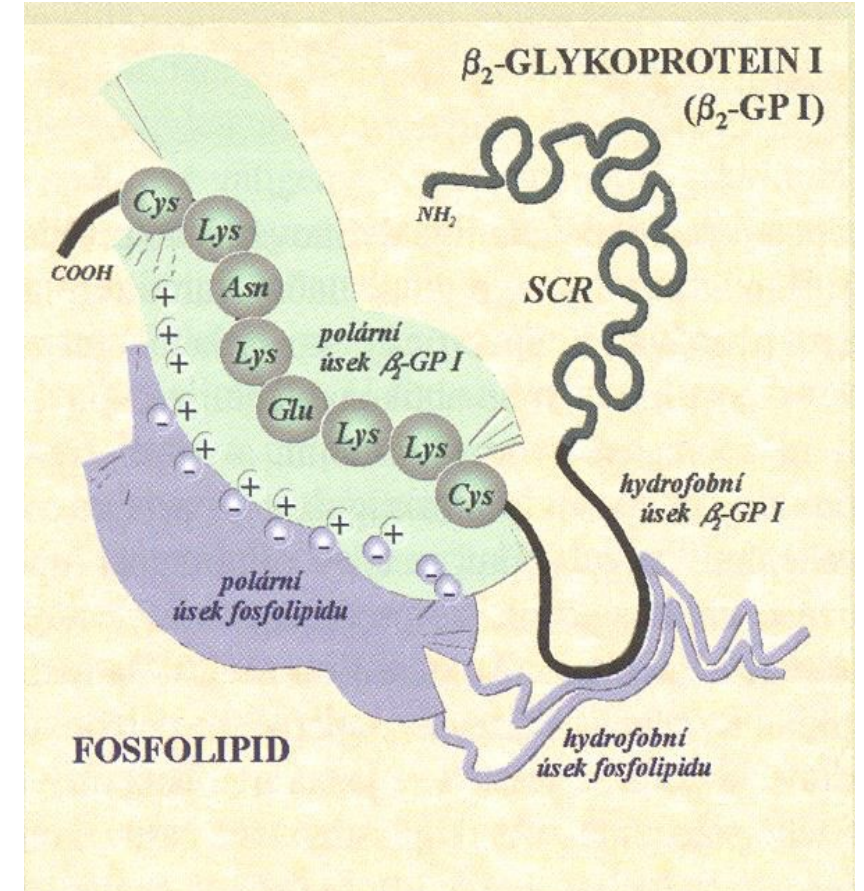 β₂-GLYKOPROTEIN I
(β₂-GP I)
NH₂
Cys
Lys
COOH
Asn
SCR
+
+
+
polární
úsek β₂-GP I
Lys
Glu
Lys
Lys
Cys
hydrofobní
úsek β₂-GP I
-
+
-
+
-
+
-
+
-
+
-
+
-
-
-
polární
úsek fosfolipidu
FOSFOLIPID
hydrofobní
úsek fosfolipidu